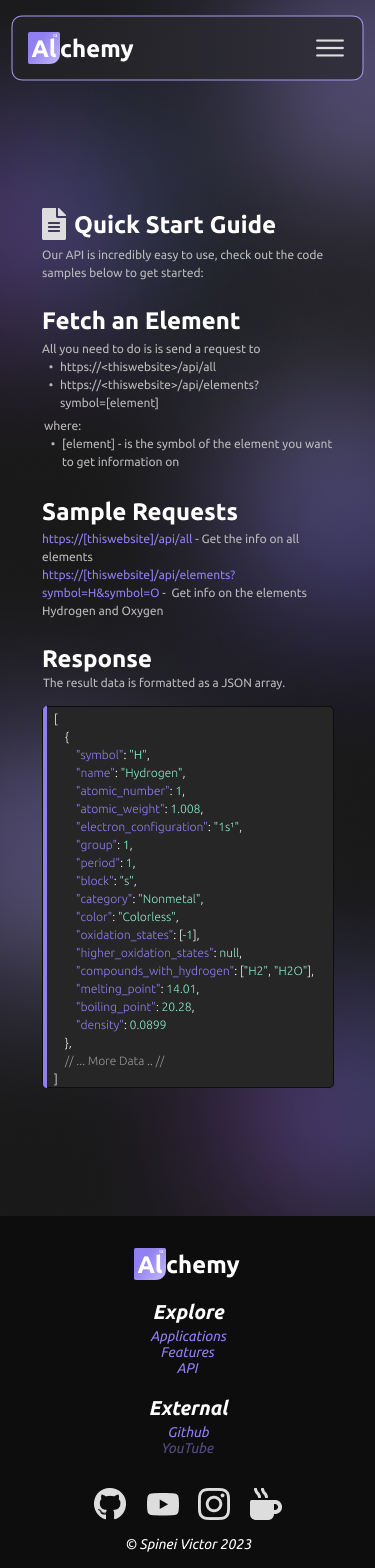 Alchemy
Quick Start Guide
Our API is incredibly easy to use, check out the code
samples below to get started:
Fetch an Element
All you need to do is is send a request to
• https://<thiswebsite>/api/all
• https://<thiswebsite>/api/elements?
symbol=[element]
where:
• [element] - is the symbol of the element you want
to get information on
Sample Requests
https://[thiswebsite]/api/all - Get the info on all
elements
https://[thiswebsite]/api/elements?
symbol=H&symbol=O - Get info on the elements
Hydrogen and Oxygen
Response
The result data is formatted as a JSON array.
[
{
"symbol": "H",
"name": "Hydrogen",
"atomic_number": 1,
"atomic_weight": 1.008,
"electron_configuration": "1s¹",
"group": 1,
"period": 1,
"block": "s",
"category": "Nonmetal",
"color": "Colorless",
"oxidation_states": [-1],
"higher_oxidation_states": null,
"compounds_with_hydrogen": ["H2", "H2O"],
"melting_point": 14.01,
"boiling_point": 20.28,
"density": 0.0899
},
// ... More Data .. //
]
Alchemy
Explore
Applications
Features
API
External
Github
YouTube
© Spinei Victor 2023